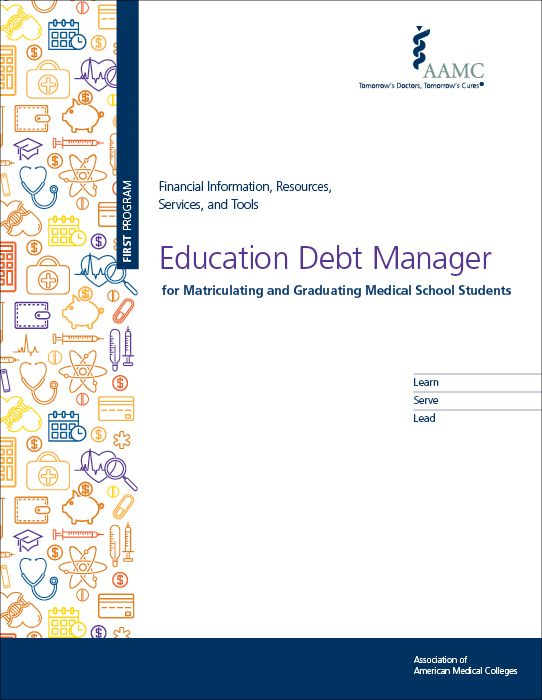 AAMC
Tomorrow's Doctors, Tomorrow's Cures®
FIRST PROGRAM
Financial Information, Resources,
Services, and Tools
Education Debt Manager
for Matriculating and Graduating Medical School Students
Learn
Serve
Lead
Association of
American Medical Colleges